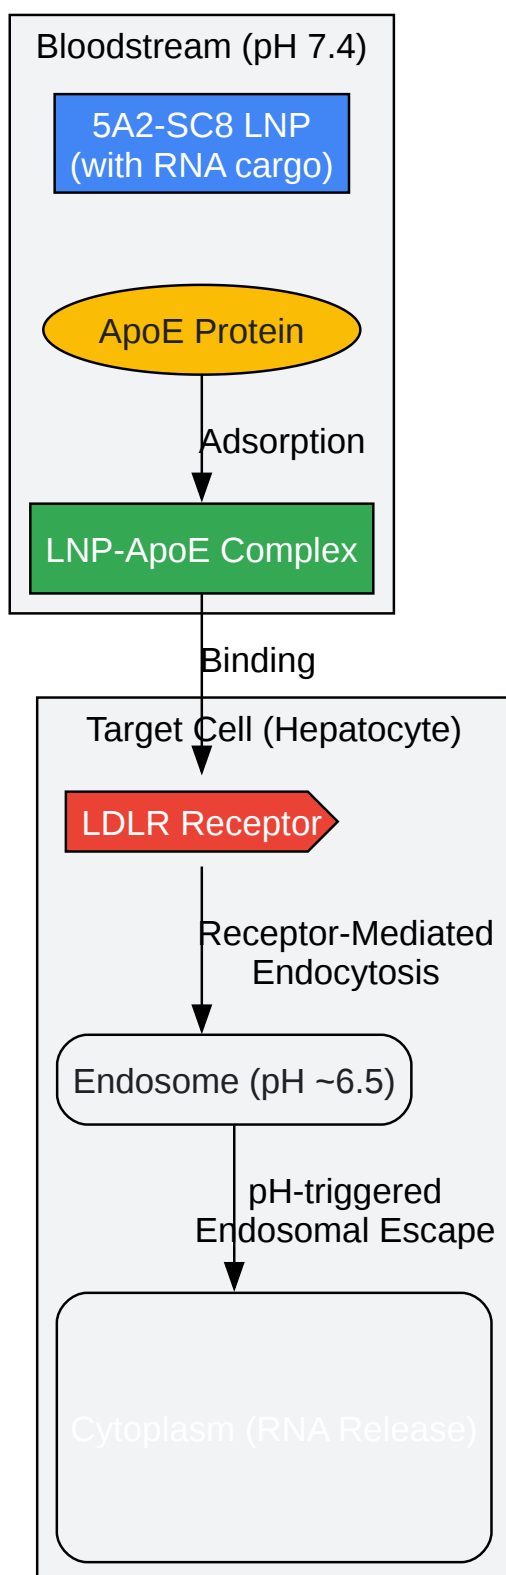 Bloodstream (pH 7.4)
5A2-SC8 LNP
(with RNA cargo)
ApoE Protein
Adsorption
LNP-ApoE Complex
Binding
Target Cell (Hepatocyte)
LDLR Receptor
Receptor-Mediated
Endocytosis
Endosome (pH ~6.5)
pH-triggered
Endosomal Escape
Cytoplasm (RNA Release)